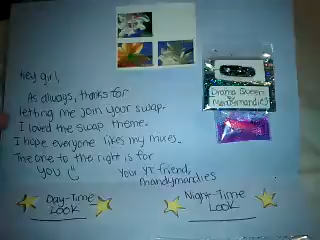 Hey girl,
As always, thanks for
letting me join your swap.
I loved the swap theme.
I hope everyone likes my mixes.
The one to the right is for
you
Your YT friend,
mandymandies
Drama Queen
by
Mandymandies
Day-Time
Look
Night-Time
Look